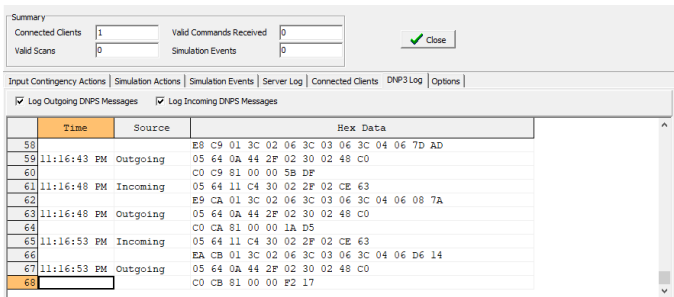 Summary
Connected Clients 1 Valid Commands Received 0
Valid Scans 0 Simulation Events 0
Close
Input Contingency Actions Simulation Actions Simulation Events Server Log Connected Clients DNP3 Log Options
Log Outgoing DNPS Messages Log Incoming DNPS Messages
Time Source Hex Data
58 E8 C9 01 3C 02 06 3C 03 06 3C 04 06 7D AD
59 11:16:43 PM Outgoing 05 64 0A 44 2F 02 30 02 48 C0
60 C0 C9 81 00 00 5B DF
61 11:16:48 PM Incoming 05 64 11 C4 30 02 2F 02 CE 63
62 E9 CA 01 3C 02 06 3C 03 06 3C 04 06 08 7A
63 11:16:48 PM Outgoing 05 64 0A 44 2F 02 30 02 48 C0
64 C0 CA 81 00 00 1A D5
65 11:16:53 PM Incoming 05 64 11 C4 30 02 2F 02 CE 63
66 EA CB 01 3C 02 06 3C 03 06 3C 04 06 D6 14
67 11:16:53 PM Outgoing 05 64 0A 44 2F 02 30 02 48 C0
68 C0 CB 81 00 00 F2 17